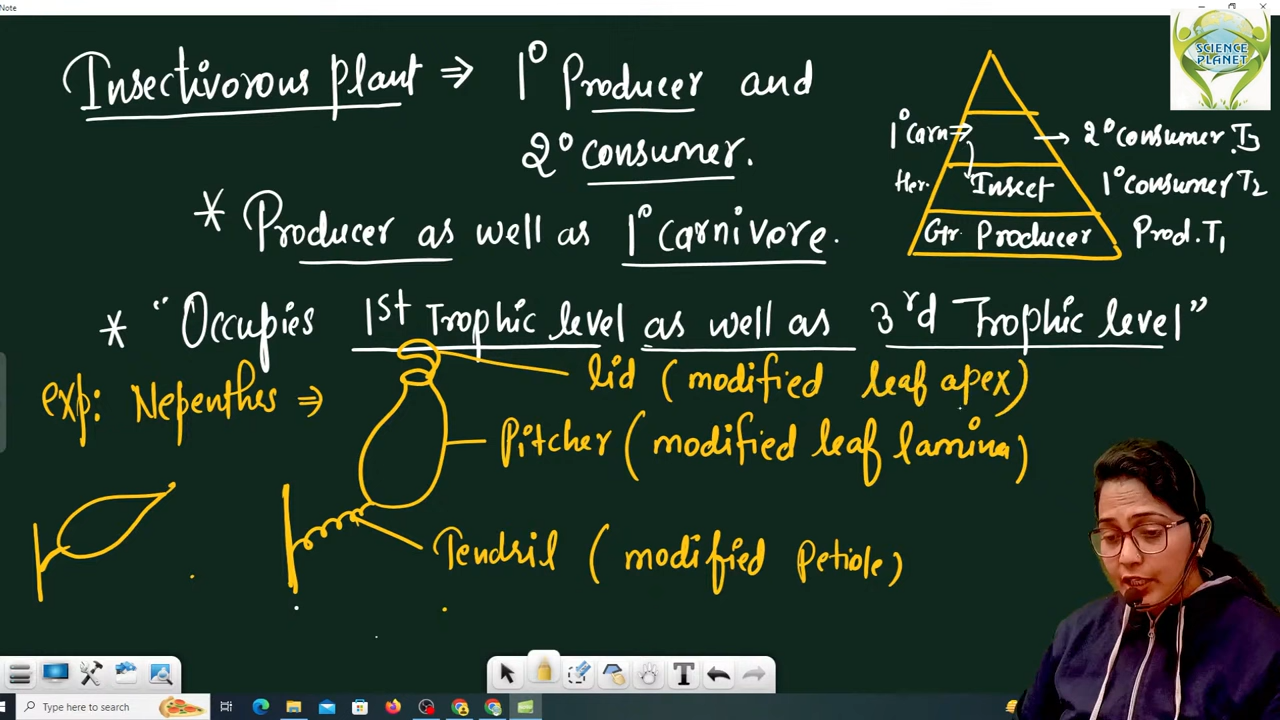 Note
SCIENCE
PLANET
Insectivorous plant ⇒ 1° Producer and
2° consumer.
* Producer as well as 1° carnivore.
1° Carn ⇒ → 2° consumer. T3
Her. Insect 1° consumer T2
Gr. Producer Prod. T1
* "Occupies 1st Trophic level as well as 3rd Trophic level"
exp: Nepenthes ⇒
lid (modified leaf apex)
Pitcher (modified leaf lamina)
Tendril (modified Petiole)
T
Type here to search